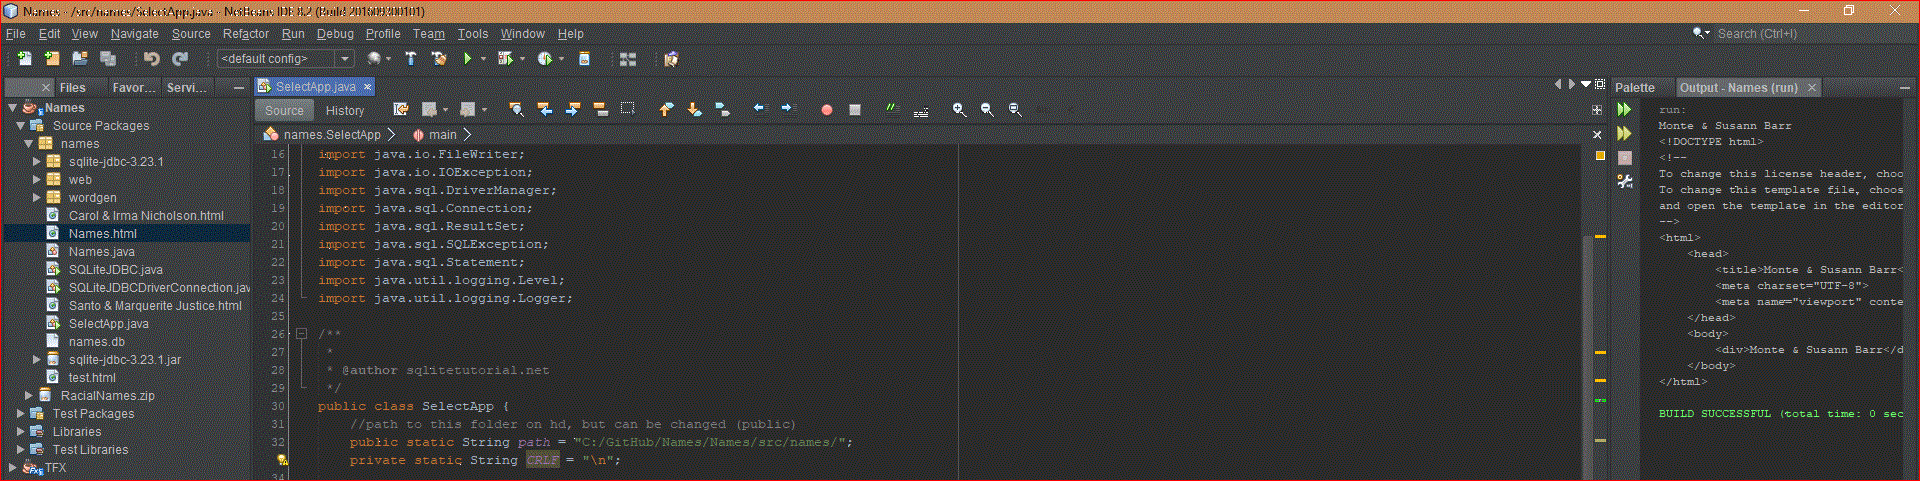 Names - /src/names/SelectApp.java - NetBeans IDE 8.2 (Build 201609300101)
File Edit View Navigate Source Refactor Run Debug Profile Team Tools Window Help
Search (Ctrl+I)
<default config>
Files Favor... Servi...
SelectApp.java
Palette Output - Names (run)
Source History
names.SelectApp main
Names
Source Packages
names
sqlite-jdbc-3.23.1
web
wordgen
Carol & Irma Nicholson.html
Names.html
Names.java
SQLiteJDBC.java
SQLiteJDBCDriverConnection.jav
Santo & Marquerite Justice.html
SelectApp.java
names.db
sqlite-jdbc-3.23.1.jar
test.html
RacialNames.zip
Test Packages
Libraries
Test Libraries
TFX
16 import java.io.FileWriter;
17 import java.io.IOException;
18 import java.sql.DriverManager;
19 import java.sql.Connection;
20 import java.sql.ResultSet;
21 import java.sql.SQLException;
22 import java.sql.Statement;
23 import java.util.logging.Level;
24 import java.util.logging.Logger;
25
26 /**
27 *
28 * @author sqlitetutorial.net
29 */
30 public class SelectApp {
31 //path to this folder on hd, but can be changed (public)
32 public static String path = "C:/GitHub/Names/Names/src/names/";
33 private static String CRLF = "\n";
34
run:
Monte & Susann Barr
<!DOCTYPE html>
<!--
To change this license header, choo
To change this template file, choos
and open the template in the editor
-->
<html>
<head>
<title>Monte & Susann Barr<
<meta charset="UTF-8">
<meta name="viewport" conte
</head>
<body>
<div>Monte & Susann Barr</d
</body>
</html>
BUILD SUCCESSFUL (total time: 0 sec